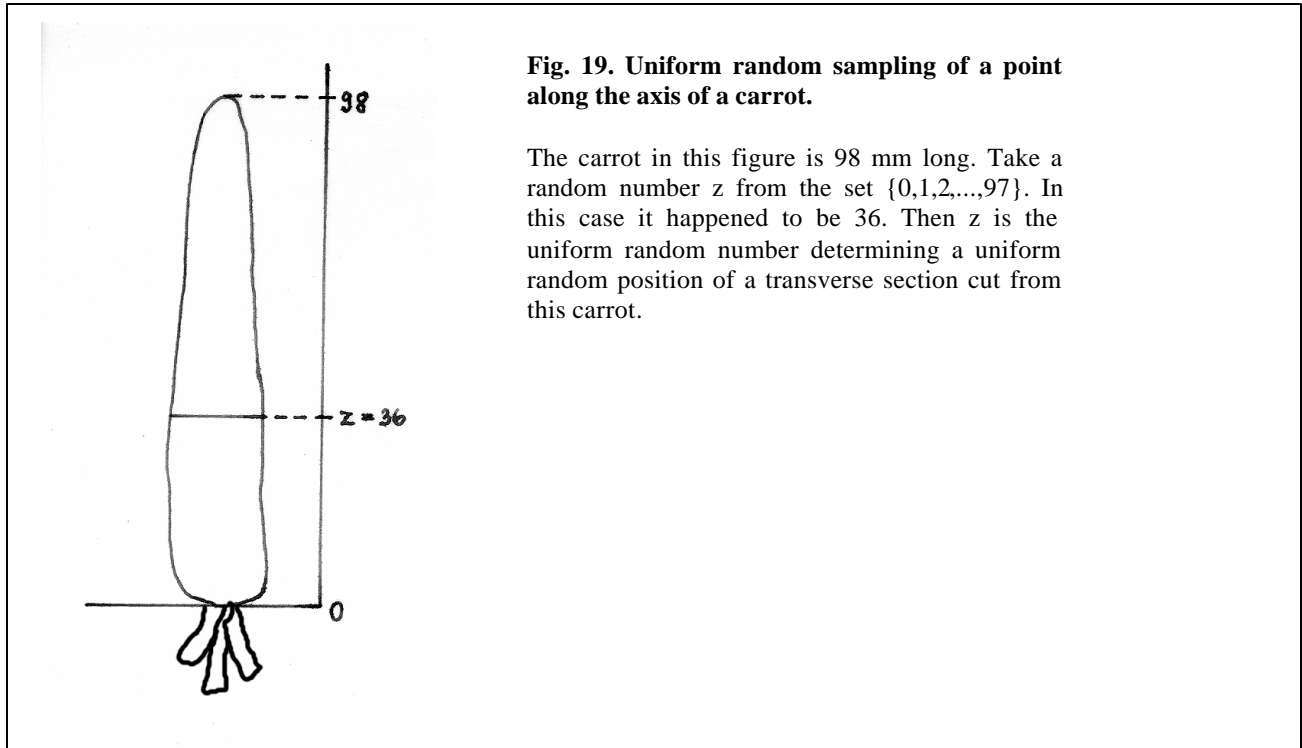 98
z = 36
0
Fig. 19. Uniform random sampling of a point
along the axis of a carrot.
The carrot in this figure is 98 mm long. Take a
random number z from the set {0,1,2,...,97}. In
this case it happened to be 36. Then z is the
uniform random number determining a uniform
random position of a transverse section cut from
this carrot.